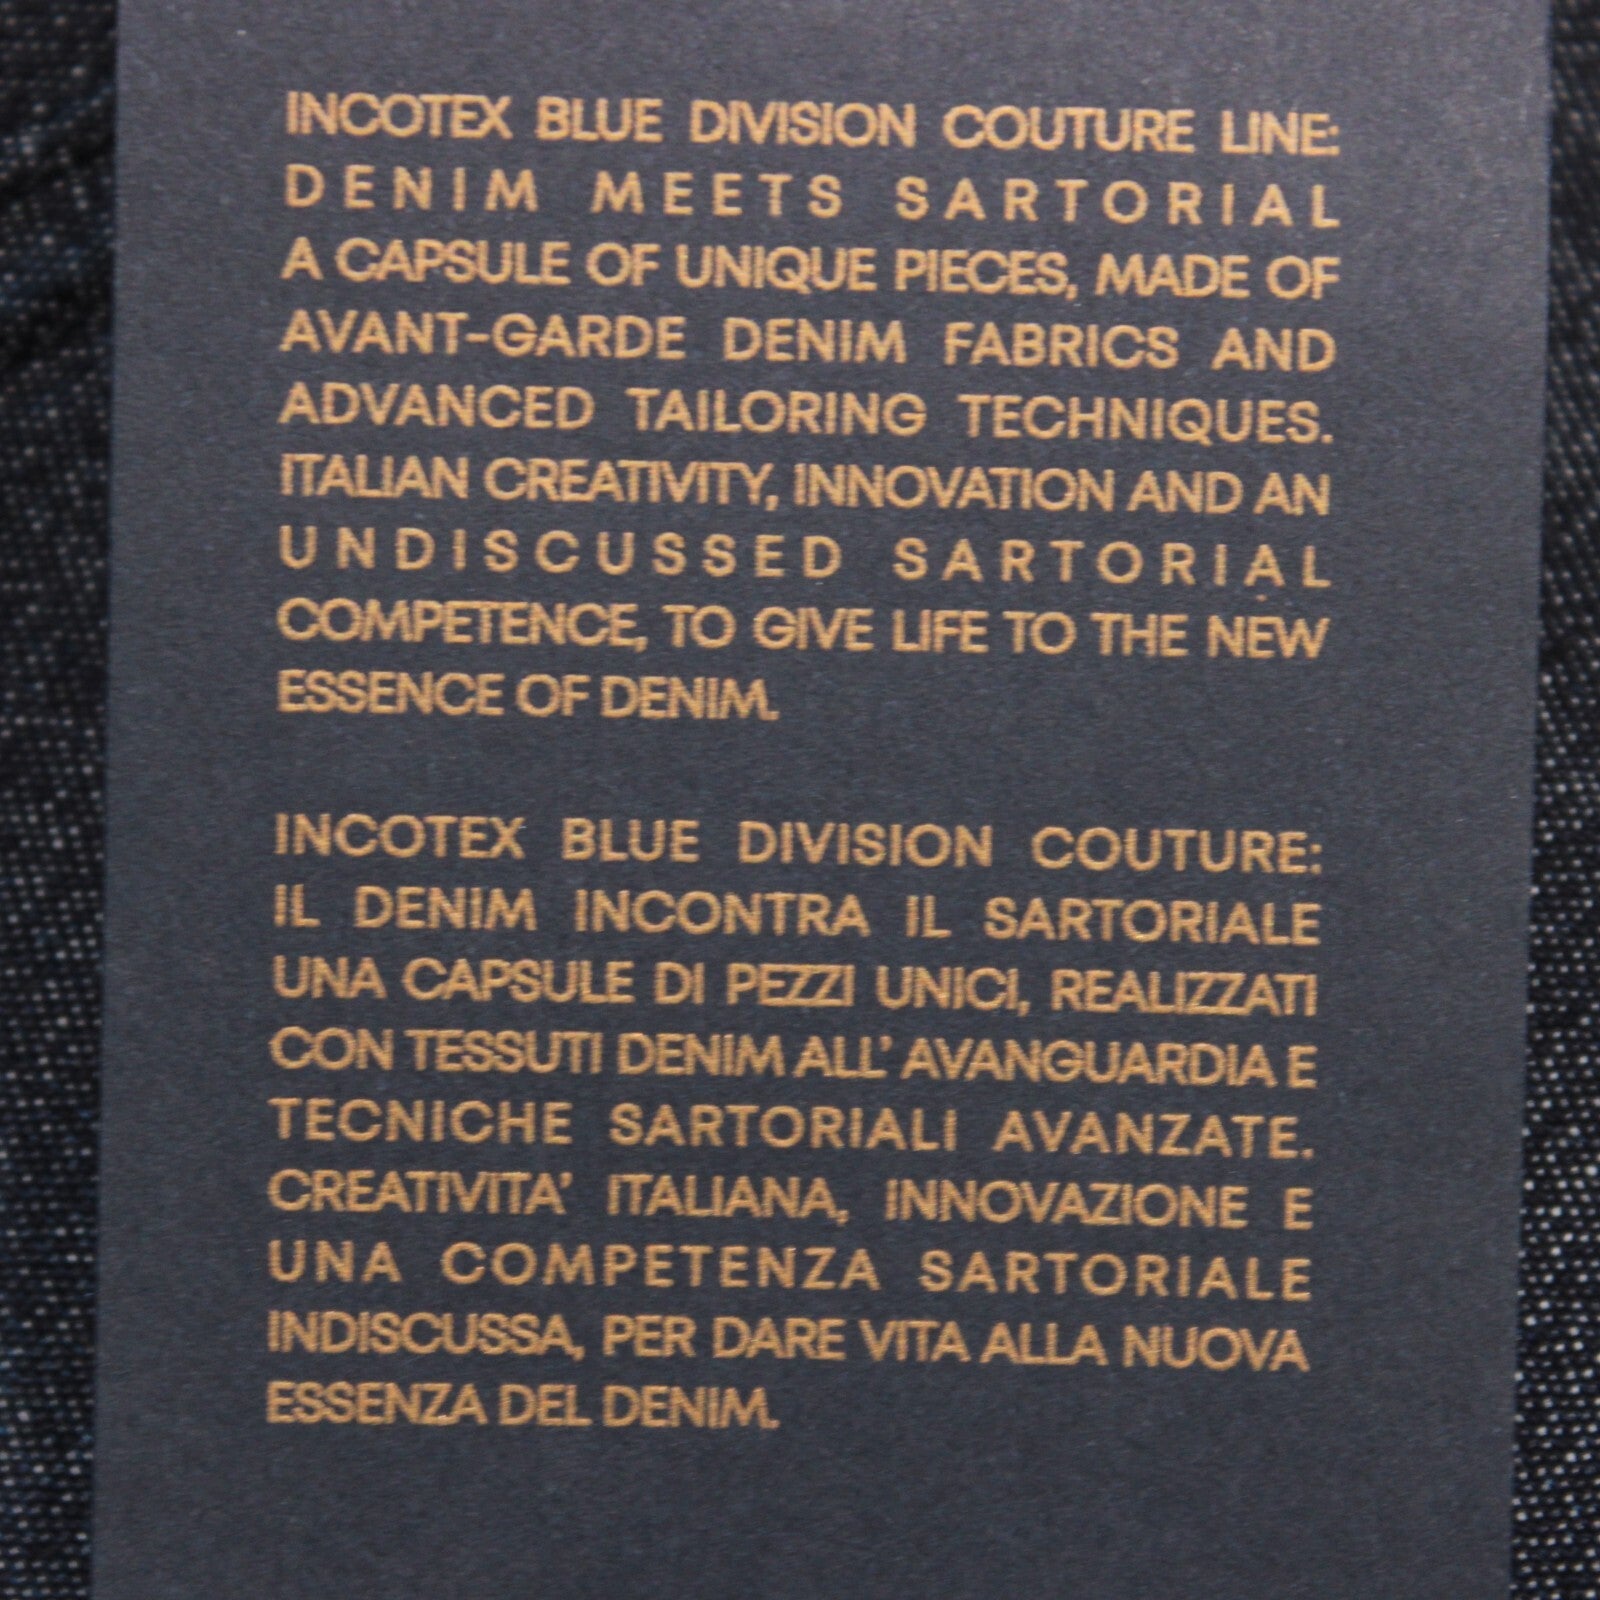 INCOTEX BLUE DIVISION COUTURE LINE:
DENIM MEETS SARTORIAL
A CAPSULE OF UNIQUE PIECES, MADE OF
AVANT-GARDE DENIM FABRICS AND
ADVANCED TAILORING TECHNIQUES.
ITALIAN CREATIVITY, INNOVATION AND AN
UNDISCUSSED SARTORIAL
COMPETENCE, TO GIVE LIFE TO THE NEW
ESSENCE OF DENIM.
INCOTEX BLUE DIVISION COUTURE:
IL DENIM INCONTRA IL SARTORIALE
UNA CAPSULE DI PEZZI UNICI, REALIZZATI
CON TESSUTI DENIM ALL' AVANGUARDIA E
TECNICHE SARTORIALI AVANZATE.
CREATIVITA' ITALIANA, INNOVAZIONE E
UNA COMPETENZA SARTORIALE
INDISCUSSA, PER DARE VITA ALLA NUOVA
ESSENZA DEL DENIM.